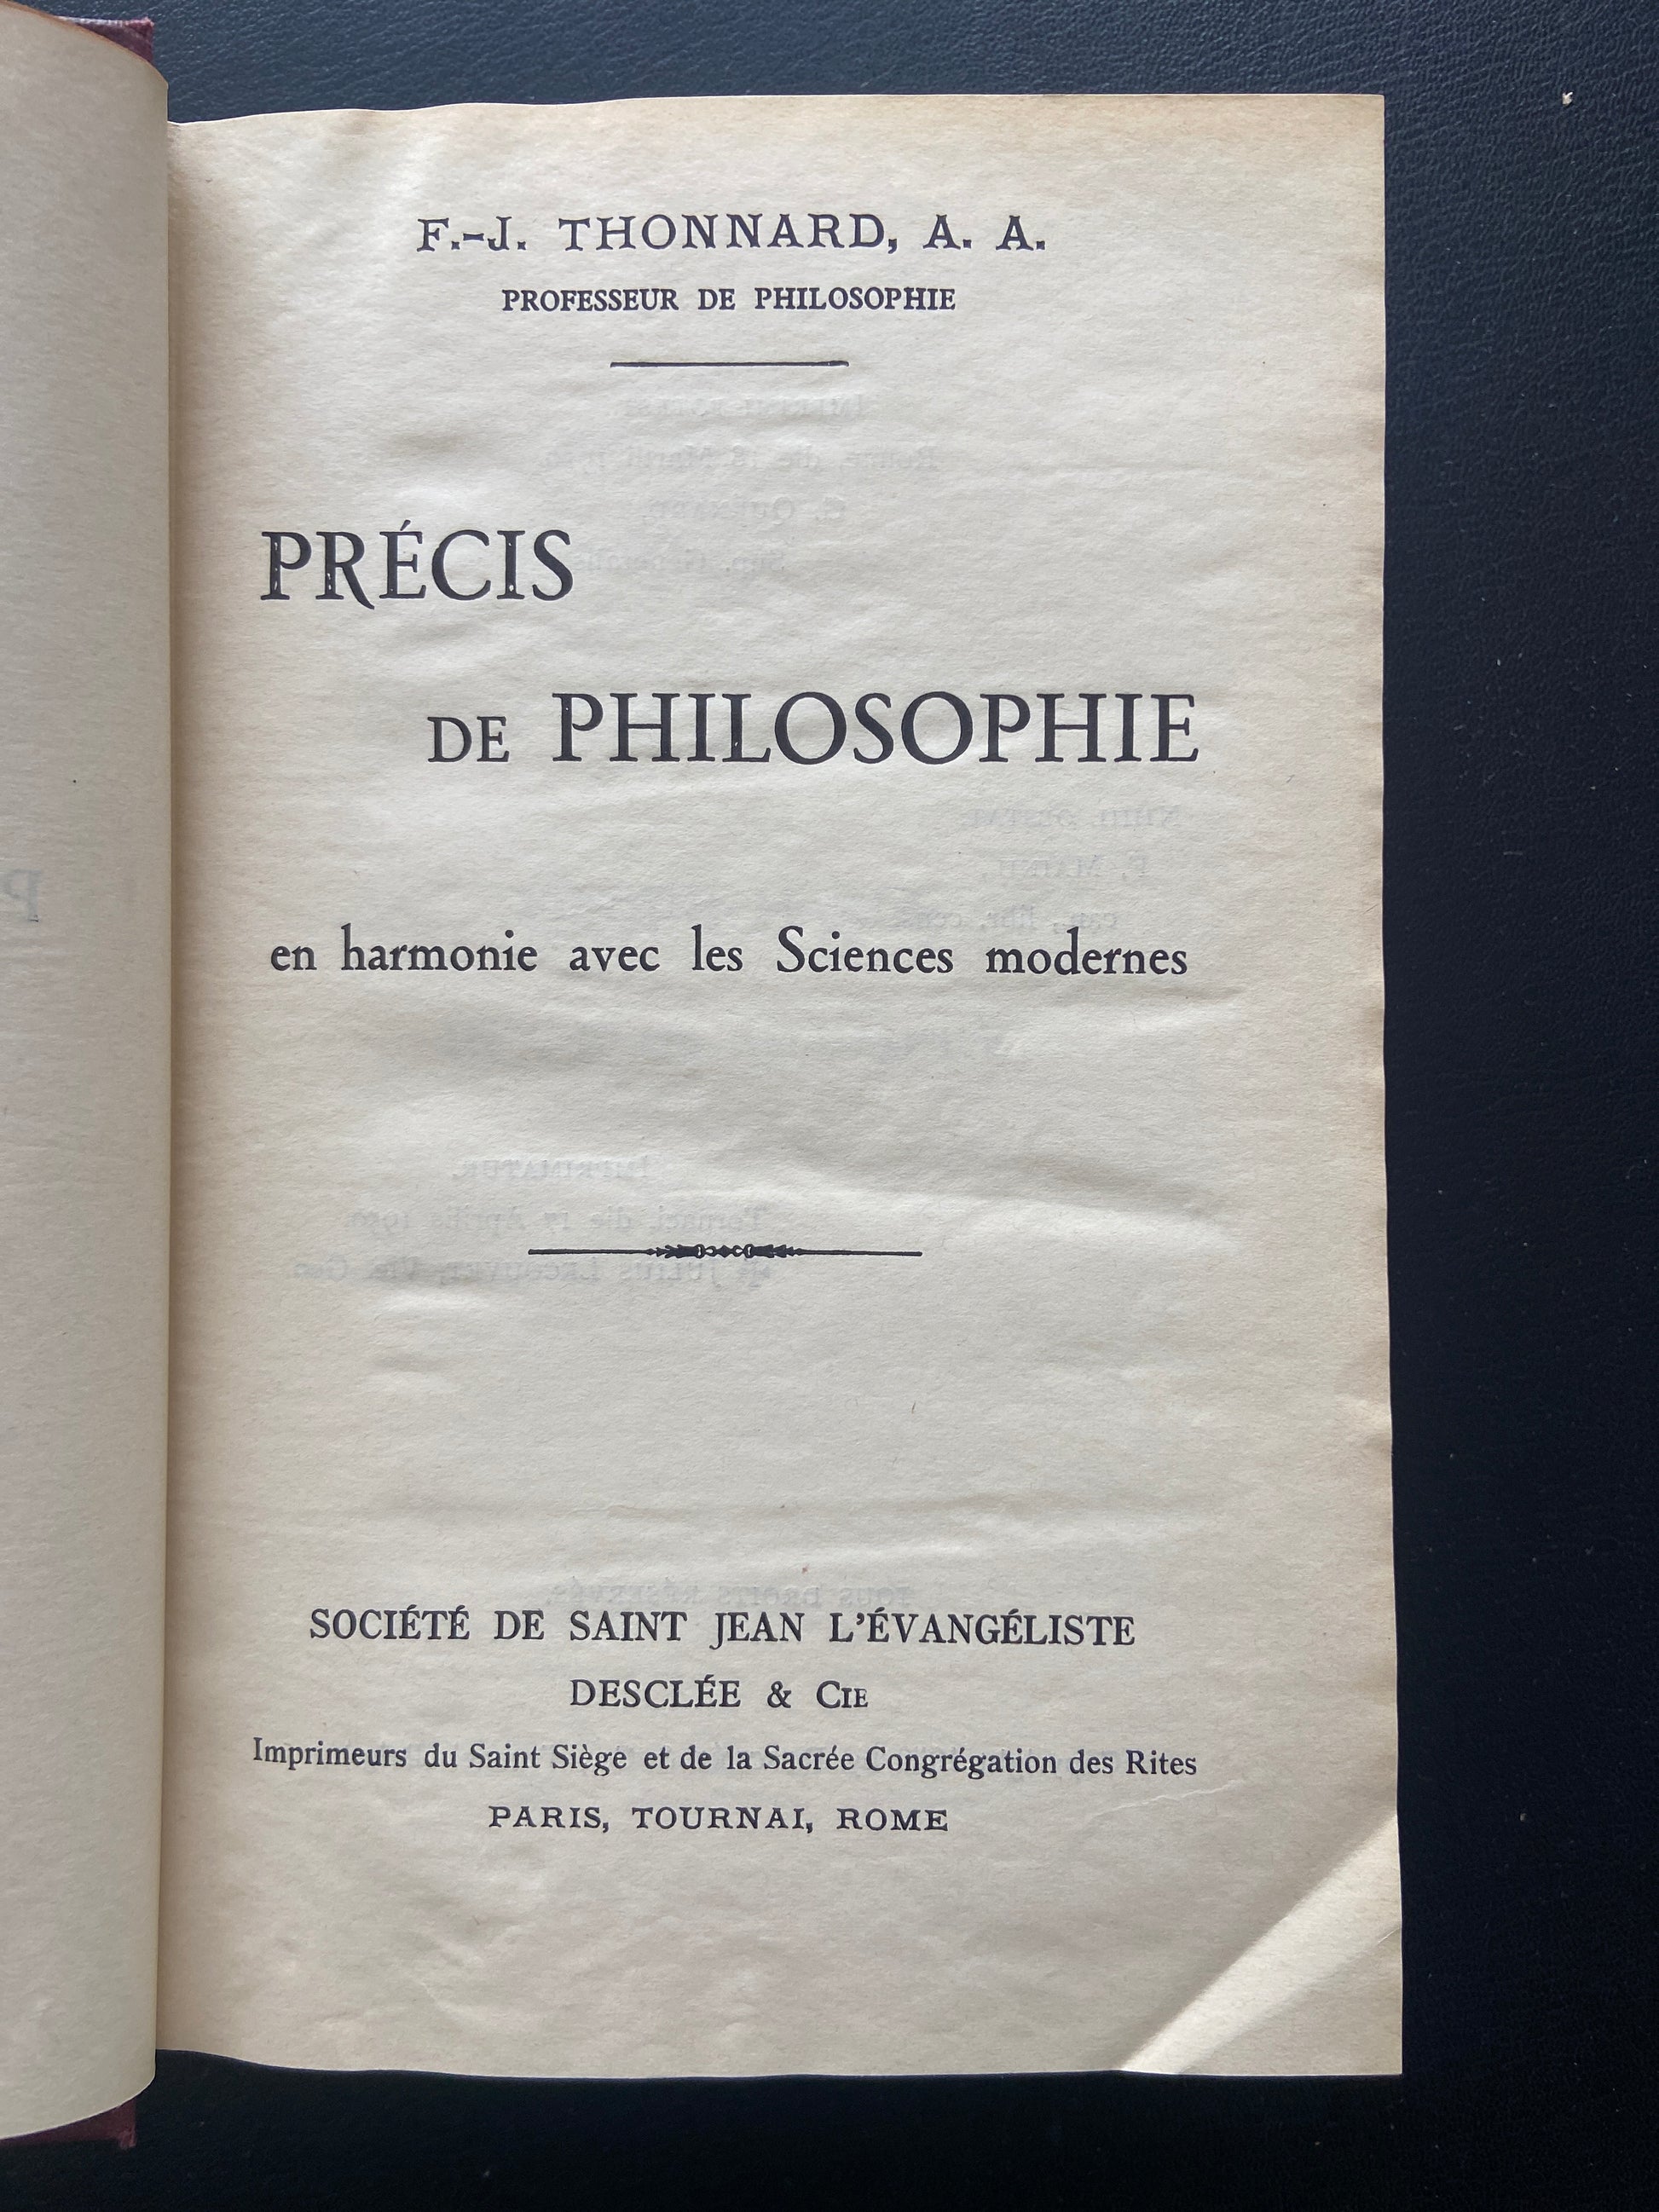 F.-J. THONNARD, A. A.
PROFESSEUR DE PHILOSOPHIE
PRÉCIS
DE PHILOSOPHIE
en harmonie avec les Sciences modernes
SOCIÉTÉ DE SAINT JEAN L'ÉVANGÉLISTE
DESCLÉE & CIE
Imprimeurs du Saint Siège et de la Sacrée Congrégation des Rites
PARIS, TOURNAI, ROME